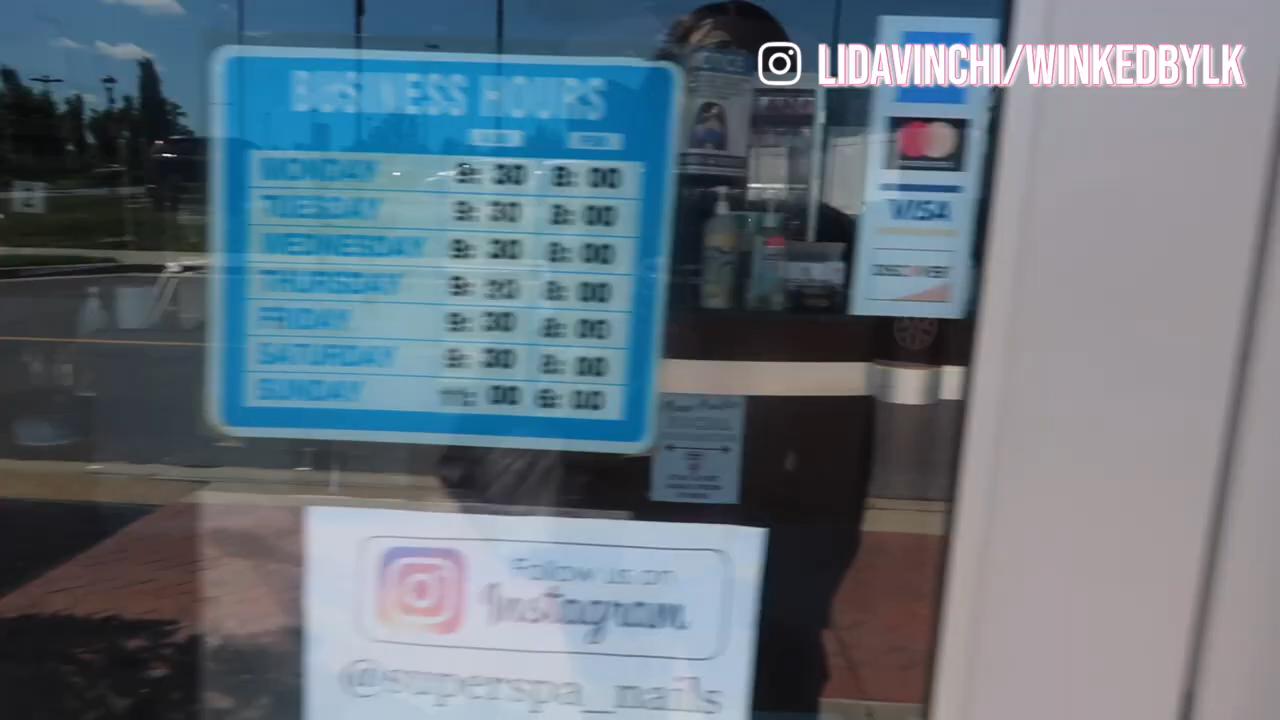 LIDAVINCHI/WINKEDBYLK
BUSINESS HOURS
MONDAY 9:30 8:00
TUESDAY 9:30 8:00
WEDNESDAY 9:30 8:00
THURSDAY 9:30 8:00
FRIDAY 9:30 8:00
SATURDAY 9:30 8:00
SUNDAY 11:00 6:00
VISA
DISCOVER
Follow us on
Instagram
@superspa_nails